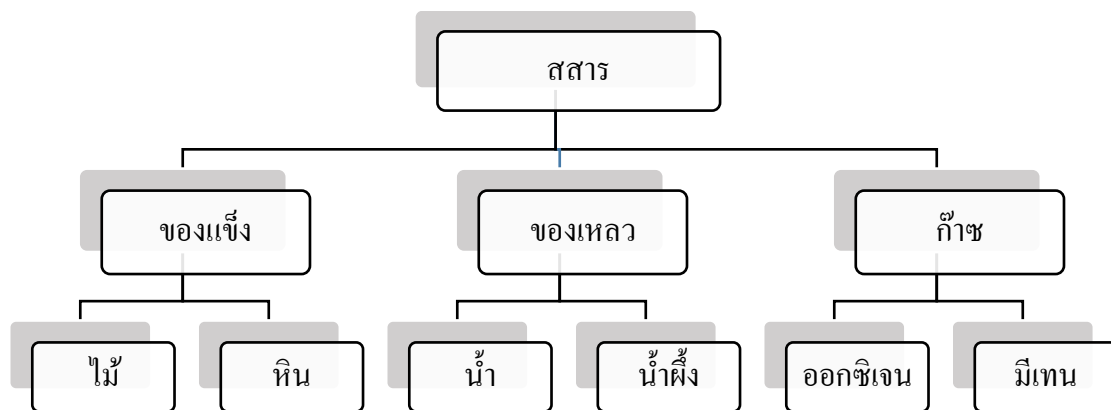 สสาร
ของแข็ง
ของเหลว
ก๊าซ
ไม้
หิน
น้ำ
น้ำผึ้ง
ออกซิเจน
มีเทน